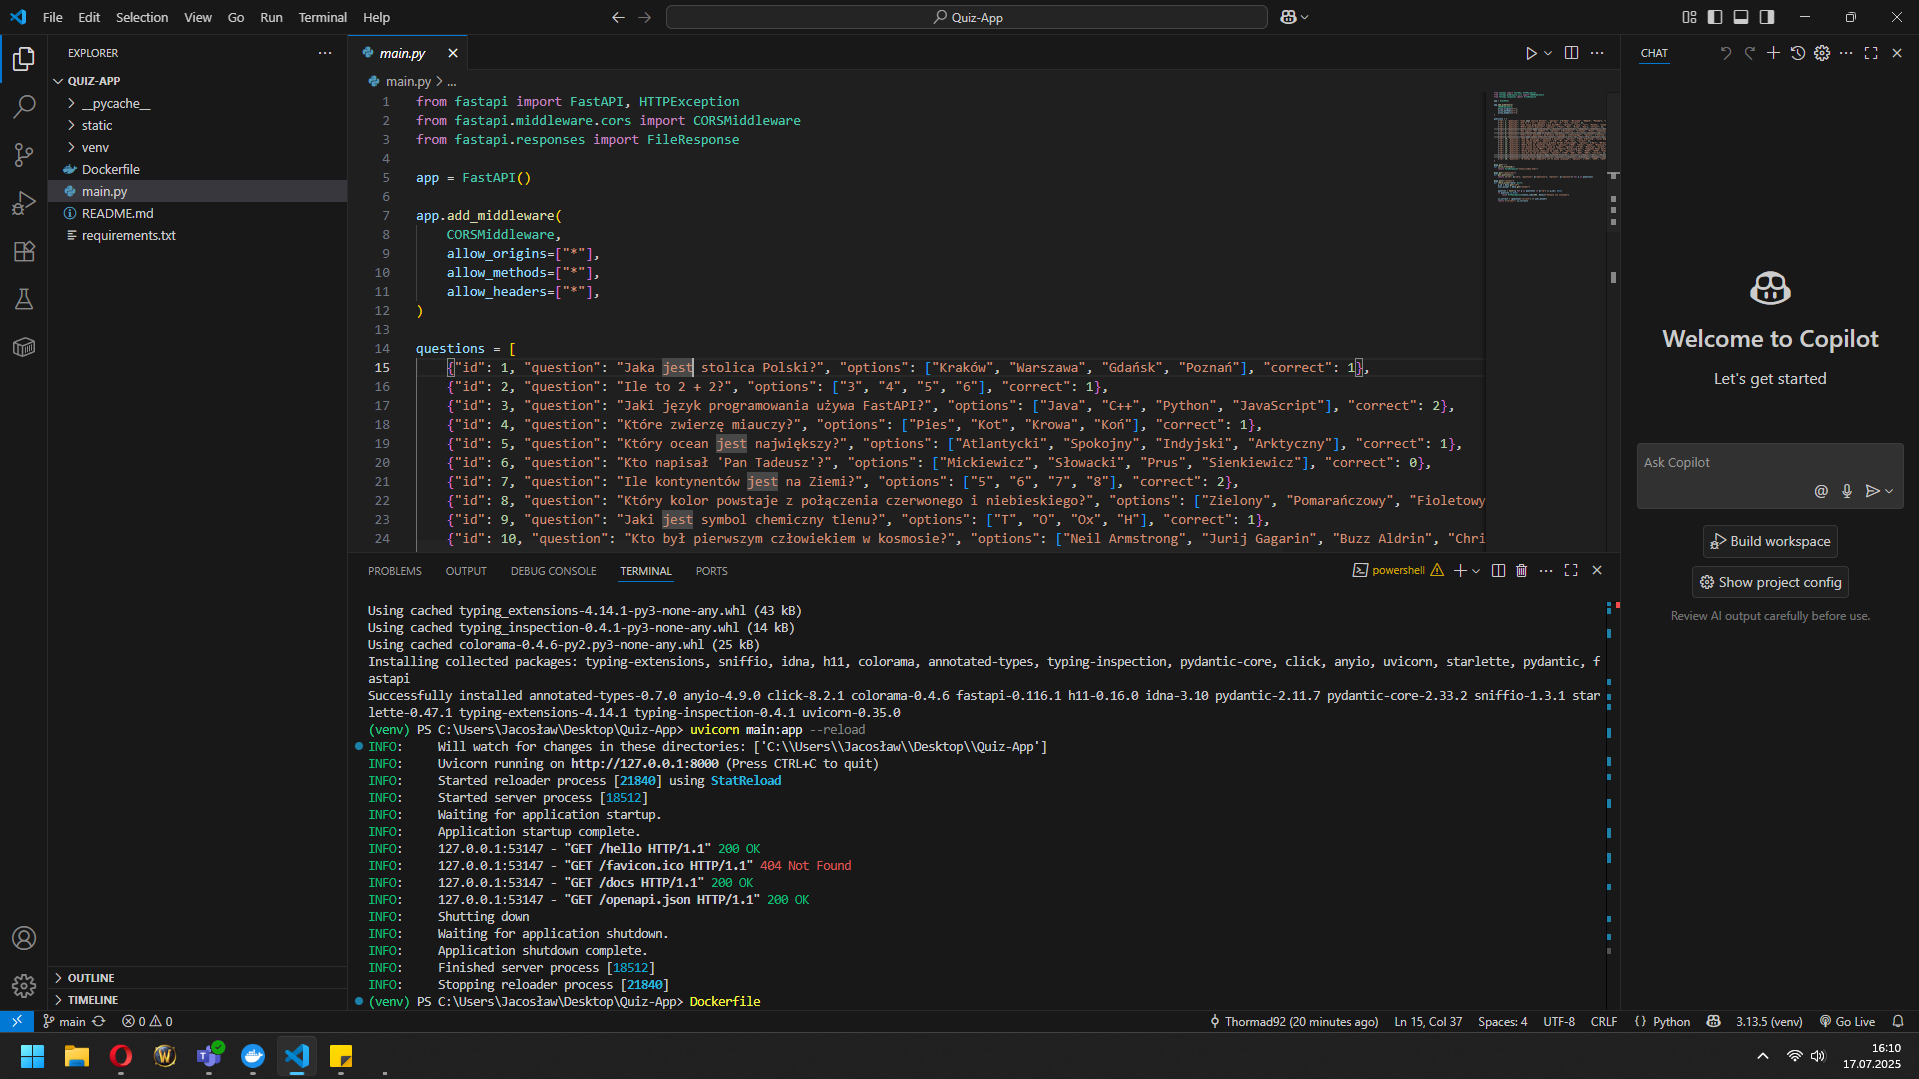 File Edit Selection View Go Run Terminal Help
Quiz-App
EXPLORER
QUIZ-APP
__pycache__
static
venv
Dockerfile
main.py
README.md
requirements.txt
OUTLINE
TIMELINE
main.py
main.py > ...
1 from fastapi import FastAPI, HTTPException
2 from fastapi.middleware.cors import CORSMiddleware
3 from fastapi.responses import FileResponse
4
5 app = FastAPI()
6
7 app.add_middleware(
8 CORSMiddleware,
9 allow_origins=["*"],
10 allow_methods=["*"],
11 allow_headers=["*"],
12 )
13
14 questions = [
15 {"id": 1, "question": "Jaka jest stolica Polski?", "options": ["Kraków", "Warszawa", "Gdańsk", "Poznań"], "correct": 1},
16 {"id": 2, "question": "Ile to 2 + 2?", "options": ["3", "4", "5", "6"], "correct": 1},
17 {"id": 3, "question": "Jaki język programowania używa FastAPI?", "options": ["Java", "C++", "Python", "JavaScript"], "correct": 2},
18 {"id": 4, "question": "Które zwierzę miauczy?", "options": ["Pies", "Kot", "Krowa", "Koń"], "correct": 1},
19 {"id": 5, "question": "Który ocean jest największy?", "options": ["Atlantycki", "Spokojny", "Indyjski", "Arktyczny"], "correct": 1},
20 {"id": 6, "question": "Kto napisał 'Pan Tadeusz'?", "options": ["Mickiewicz", "Słowacki", "Prus", "Sienkiewicz"], "correct": 0},
21 {"id": 7, "question": "Ile kontynentów jest na Ziemi?", "options": ["5", "6", "7", "8"], "correct": 2},
22 {"id": 8, "question": "Który kolor powstaje z połączenia czerwonego i niebieskiego?", "options": ["Zielony", "Pomarańczowy", "Fioletowy
23 {"id": 9, "question": "Jaki jest symbol chemiczny tlenu?", "options": ["T", "O", "Ox", "H"], "correct": 1},
24 {"id": 10, "question": "Kto był pierwszym człowiekiem w kosmosie?", "options": ["Neil Armstrong", "Jurij Gagarin", "Buzz Aldrin", "Chri
PROBLEMS OUTPUT DEBUG CONSOLE TERMINAL PORTS
powershell
Using cached typing_extensions-4.14.1-py3-none-any.whl (43 kB)
Using cached typing_inspection-0.4.1-py3-none-any.whl (14 kB)
Using cached colorama-0.4.6-py2.py3-none-any.whl (25 kB)
Installing collected packages: typing-extensions, sniffio, idna, h11, colorama, annotated-types, typing-inspection, pydantic-core, click, anyio, uvicorn, starlette, pydantic, f
astapi
Successfully installed annotated-types-0.7.0 anyio-4.9.0 click-8.2.1 colorama-0.4.6 fastapi-0.116.1 h11-0.16.0 idna-3.10 pydantic-2.11.7 pydantic-core-2.33.2 sniffio-1.3.1 star
lette-0.47.1 typing-extensions-4.14.1 typing-inspection-0.4.1 uvicorn-0.35.0
(venv) PS C:\Users\Jacosław\Desktop\Quiz-App> uvicorn main:app --reload
INFO: Will watch for changes in these directories: ['C:\\Users\\Jacosław\\Desktop\\Quiz-App']
INFO: Uvicorn running on http://127.0.0.1:8000 (Press CTRL+C to quit)
INFO: Started reloader process [21840] using StatReload
INFO: Started server process [18512]
INFO: Waiting for application startup.
INFO: Application startup complete.
INFO: 127.0.0.1:53147 - "GET /hello HTTP/1.1" 200 OK
INFO: 127.0.0.1:53147 - "GET /favicon.ico HTTP/1.1" 404 Not Found
INFO: 127.0.0.1:53147 - "GET /docs HTTP/1.1" 200 OK
INFO: 127.0.0.1:53147 - "GET /openapi.json HTTP/1.1" 200 OK
INFO: Shutting down
INFO: Waiting for application shutdown.
INFO: Application shutdown complete.
INFO: Finished server process [18512]
INFO: Stopping reloader process [21840]
(venv) PS C:\Users\Jacosław\Desktop\Quiz-App> Dockerfile
CHAT
Welcome to Copilot
Let's get started
Ask Copilot
Build workspace
Show project config
Review AI output carefully before use.
main 0 0 Thormad92 (20 minutes ago) Ln 15, Col 37 Spaces: 4 UTF-8 CRLF {} Python 3.13.5 (venv) Go Live
16:10
17.07.2025